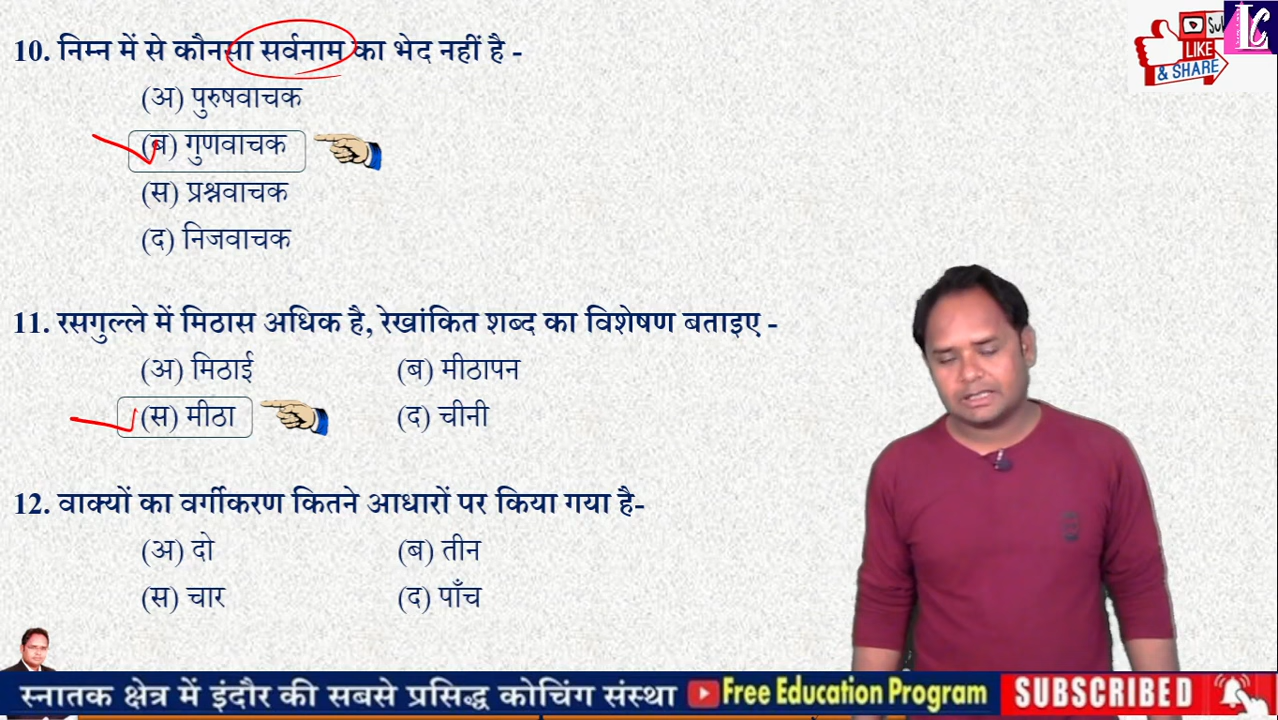 10. निम्न में से कौनसा सर्वनाम का भेद नहीं है -
(अ) पुरुषवाचक
(ब) गुणवाचक
(स) प्रश्नवाचक
(द) निजवाचक
11. रसगुल्ले में मिठास अधिक है, रेखांकित शब्द का विशेषण बताइए -
(अ) मिठाई (ब) मीठापन
(स) मीठा (द) चीनी
12. वाक्यों का वर्गीकरण कितने आधारों पर किया गया है-
(अ) दो (ब) तीन
(स) चार (द) पाँच
LC
LIKE
& SHARE
स्नातक क्षेत्र में इंदौर की सबसे प्रसिद्ध कोचिंग संस्था Free Education Program SUBSCRIBED